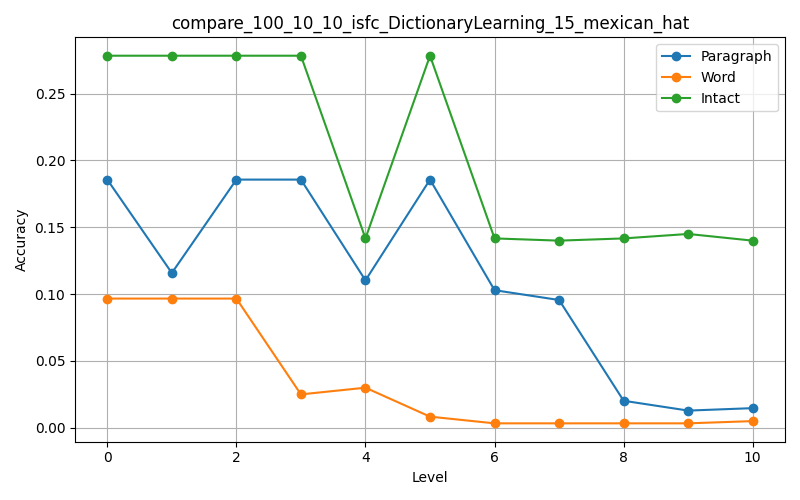 compare_100_10_10_isfc_DictionaryLearning_15_mexican_hat
Paragraph
Word
Intact
0.25
0.20
0.15
0.10
0.05
0.00
Accuracy
0 2 4 6 8 10
Level